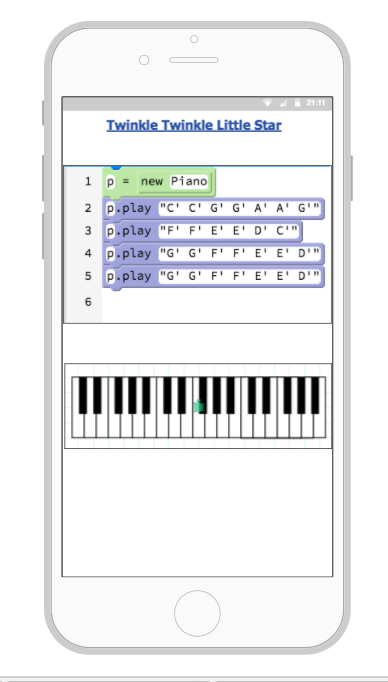 21:11
Twinkle Twinkle Little Star
1 p = new Piano
2 p.play "C' C' G' G' A' A' G'"
3 p.play "F' F' E' E' D' C'"
4 p.play "G' G' F' F' E' E' D'"
5 p.play "G' G' F' F' E' E' D'"
6